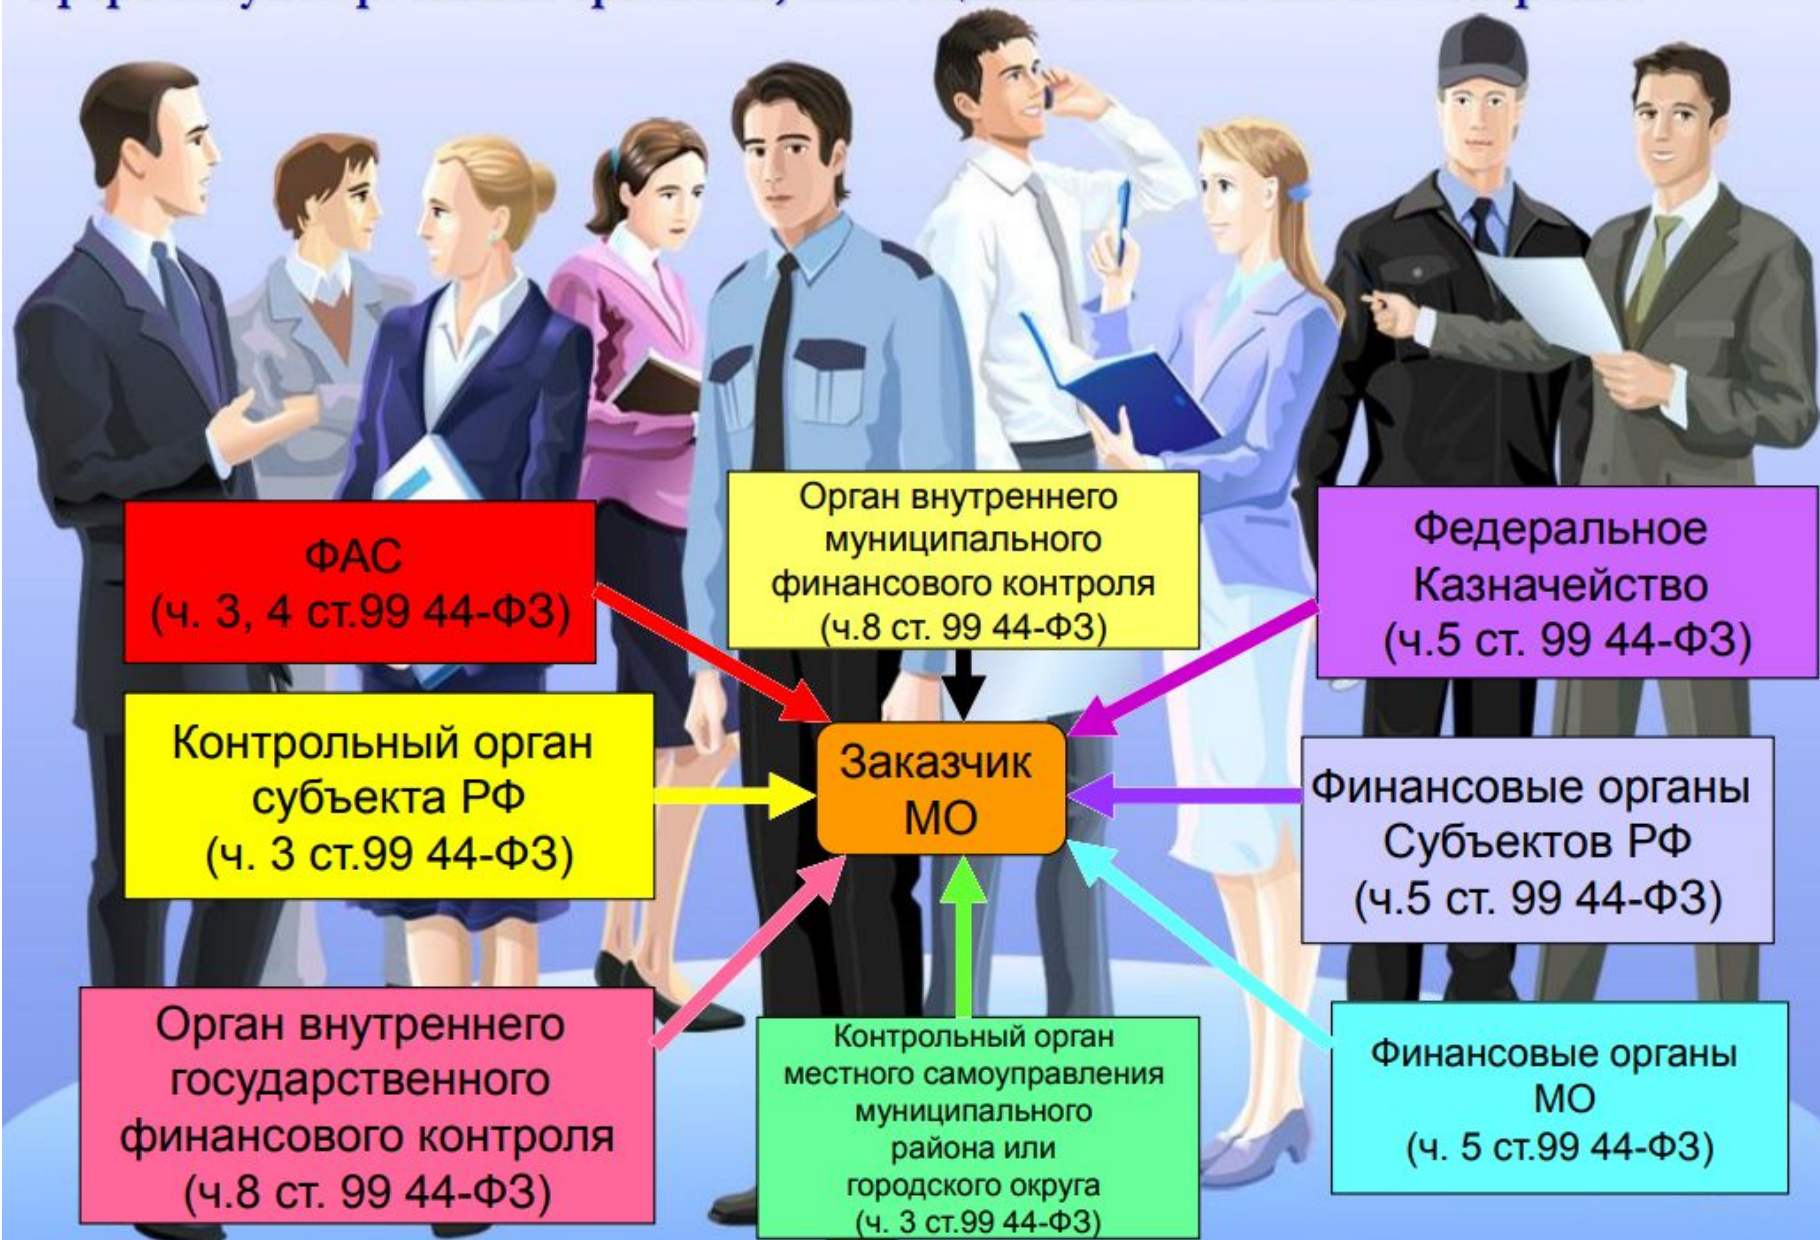 ФАС
(ч. 3, 4 ст.99 44-ФЗ)
Орган внутреннего
муниципального
финансового контроля
(ч.8 ст. 99 44-ФЗ)
Федеральное
Казначейство
(ч.5 ст. 99 44-ФЗ)
Контрольный орган
субъекта РФ
(ч. 3 ст.99 44-ФЗ)
Заказчик
МО
Финансовые органы
Субъектов РФ
(ч.5 ст. 99 44-ФЗ)
Орган внутреннего
государственного
финансового контроля
(ч.8 ст. 99 44-ФЗ)
Контрольный орган
местного самоуправления
муниципального
района или
городского округа
(ч. 3 ст.99 44-ФЗ)
Финансовые органы
МО
(ч. 5 ст.99 44-ФЗ)